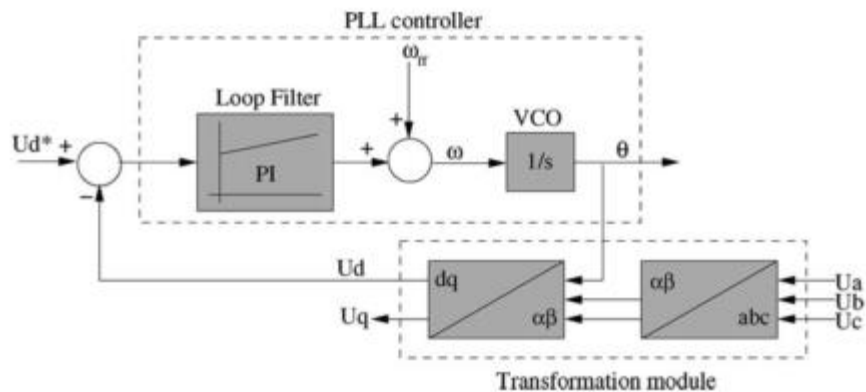 PLL controller
ω_ff
Loop Filter
VCO
Ud* +
+
+
PI
ω
1/s
θ
−
Ud
dq
αβ
Ua
Ub
Uq
αβ
abc
Uc
Transformation module